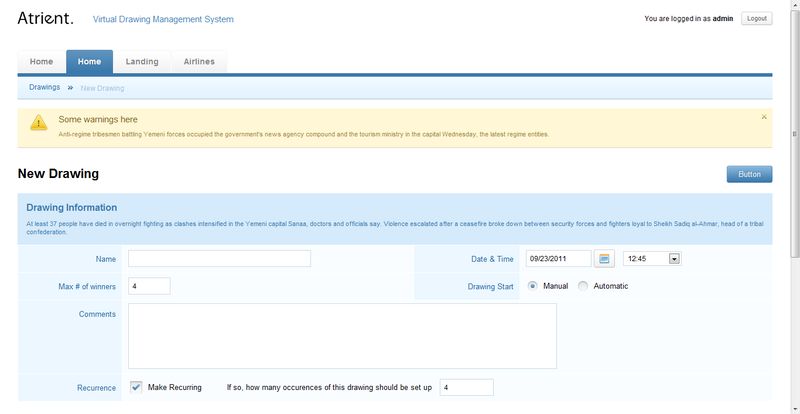 Atrient. Virtual Drawing Management System You are logged in as admin Logout
Home Home Landing Airlines
Drawings » New Drawing
Some warnings here
Anti-regime tribesmen battling Yemeni forces occupied the government's news agency compound and the tourism ministry in the capital Wednesday, the latest regime entities.
New Drawing Button
Drawing Information
At least 37 people have died in overnight fighting as clashes intensified in the Yemeni capital Sanaa, doctors and officials say. Violence escalated after a ceasefire broke down between security forces and fighters loyal to Sheikh Sadiq al-Ahmar, head of a tribal
confederation.
Name Date & Time 09/23/2011 12:45
Max # of winners 4 Drawing Start Manual Automatic
Comments
Recurrence Make Recurring If so, how many occurences of this drawing should be set up 4